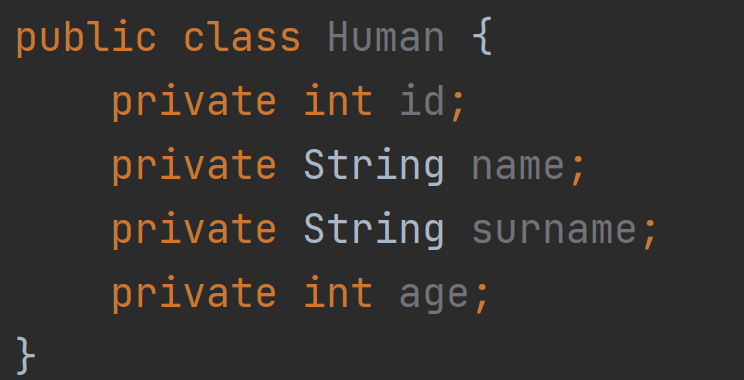 public class Human {
    private int id;
    private String name;
    private String surname;
    private int age;
}